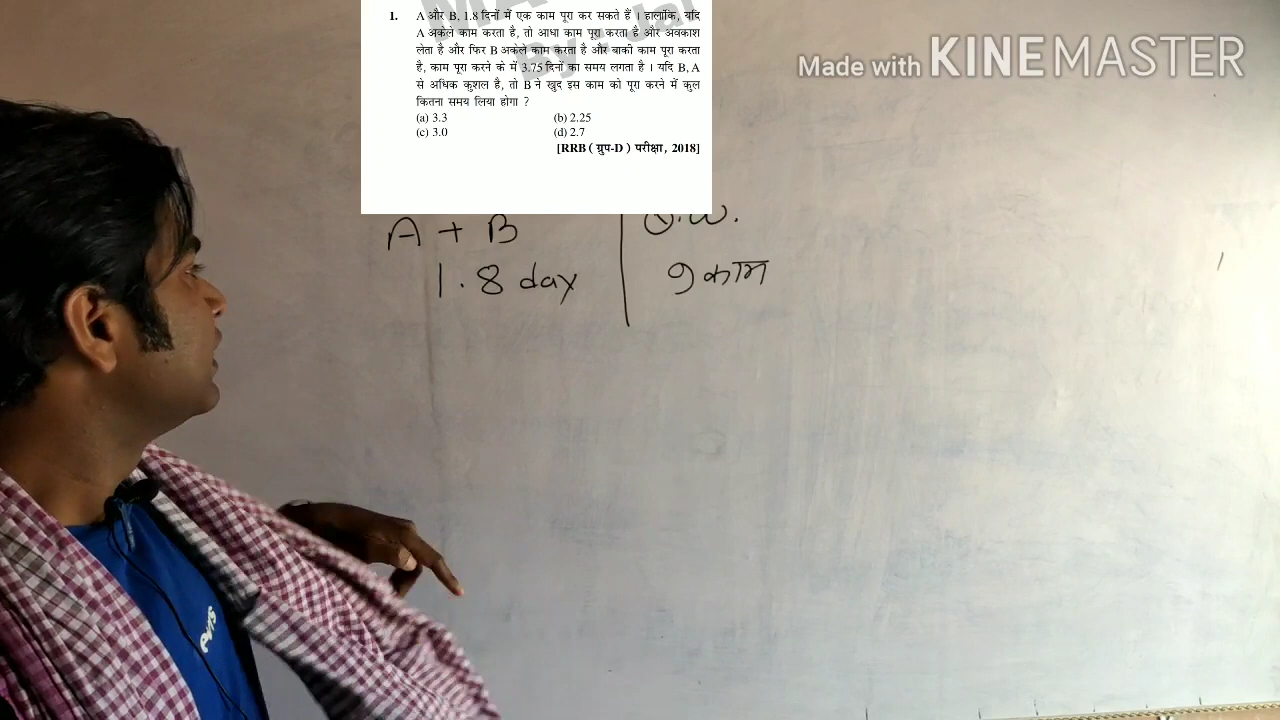 1. A और B, 1.8 दिनों में एक काम पूरा कर सकते हैं । हालाँकि, यदि
A अकेले काम करता है, तो आधा काम पूरा करता है और अवकाश
लेता है और फिर B अकेले काम करता है और बाकी काम पूरा करता
है, काम पूरा करने के में 3.75 दिनों का समय लगता है । यदि B, A
से अधिक कुशल है, तो B ने खुद इस काम को पूरा करने में कुल
कितना समय लिया होगा ?
(a) 3.3 (b) 2.25
(c) 3.0 (d) 2.7
[RRB ( ग्रुप-D ) परीक्षा, 2018]
Made with KINEMASTER
A + B
1.8 day 9 काम